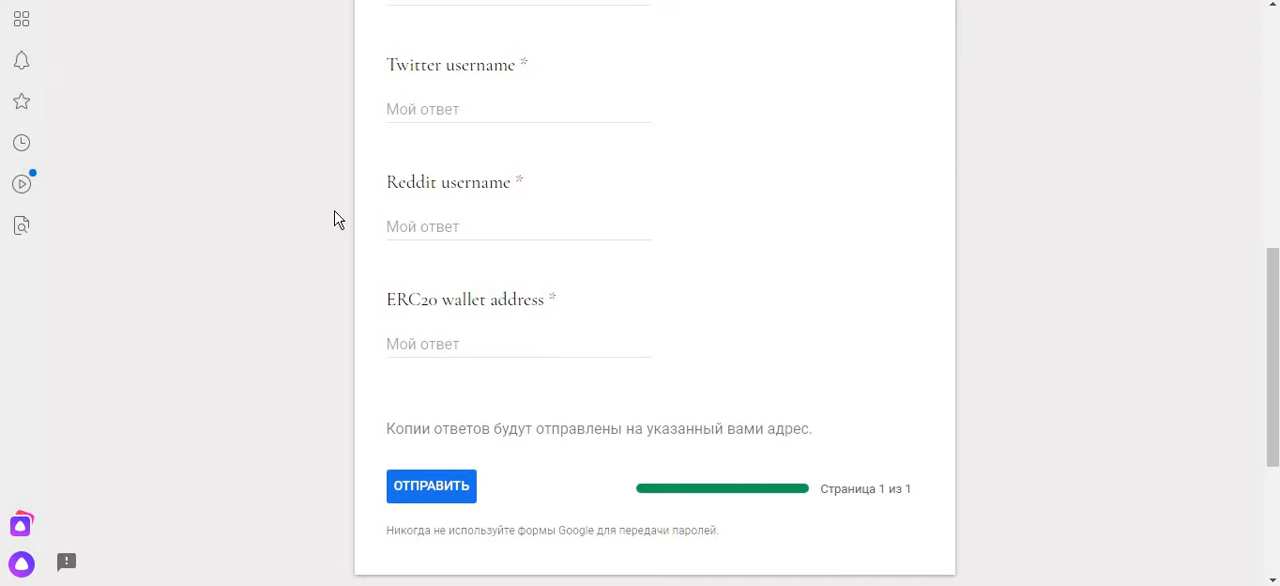 Twitter username *
Мой ответ
Reddit username *
Мой ответ
ERC20 wallet address *
Мой ответ
Копии ответов будут отправлены на указанный вами адрес.
ОТПРАВИТЬ
Страница 1 из 1
Никогда не используйте формы Google для передачи паролей.